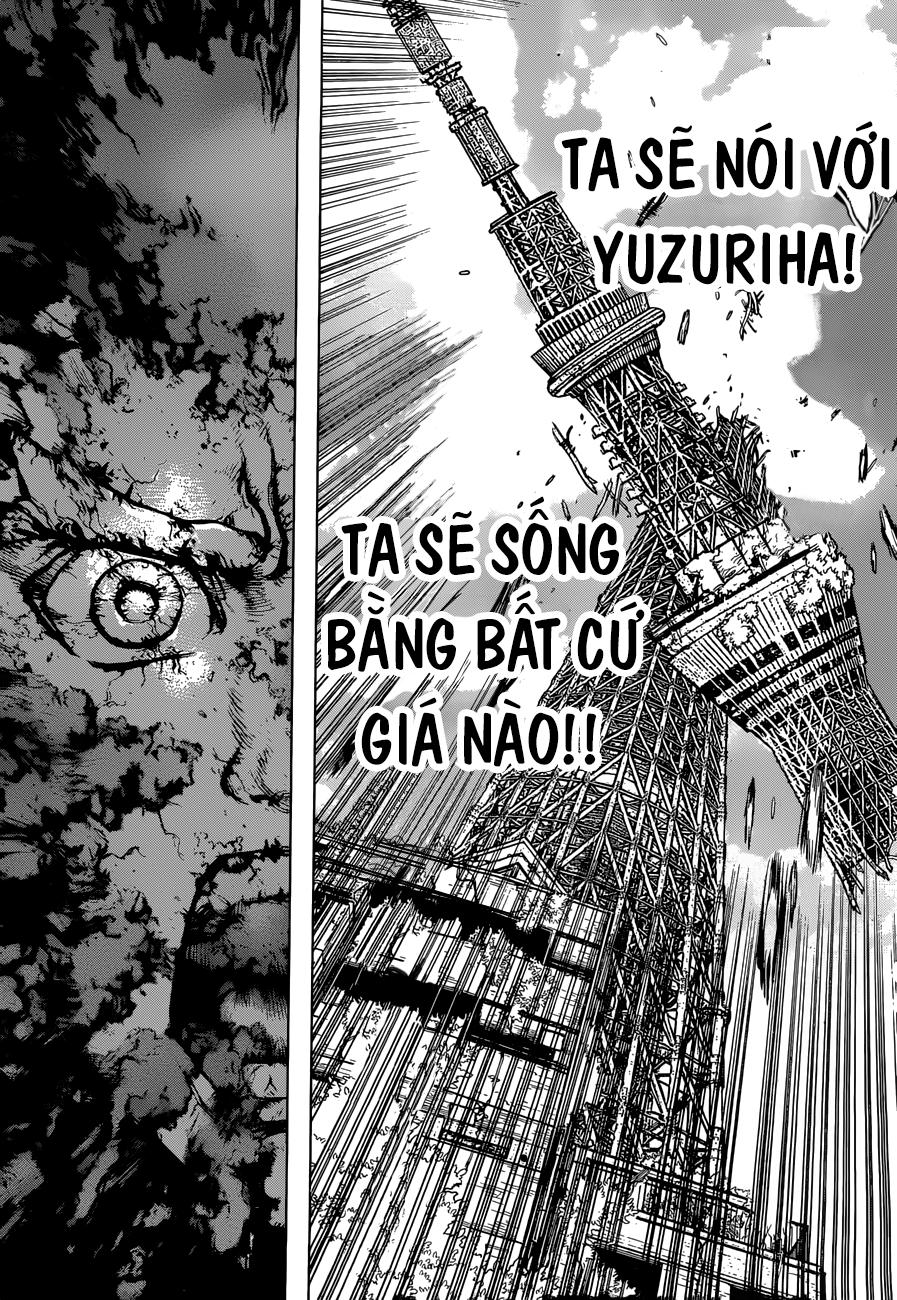 TA SẼ NÓI VỚI
YUZURIHA!
TA SẼ SỐNG
BẰNG BẤT CỨ
GIÁ NÀO!!